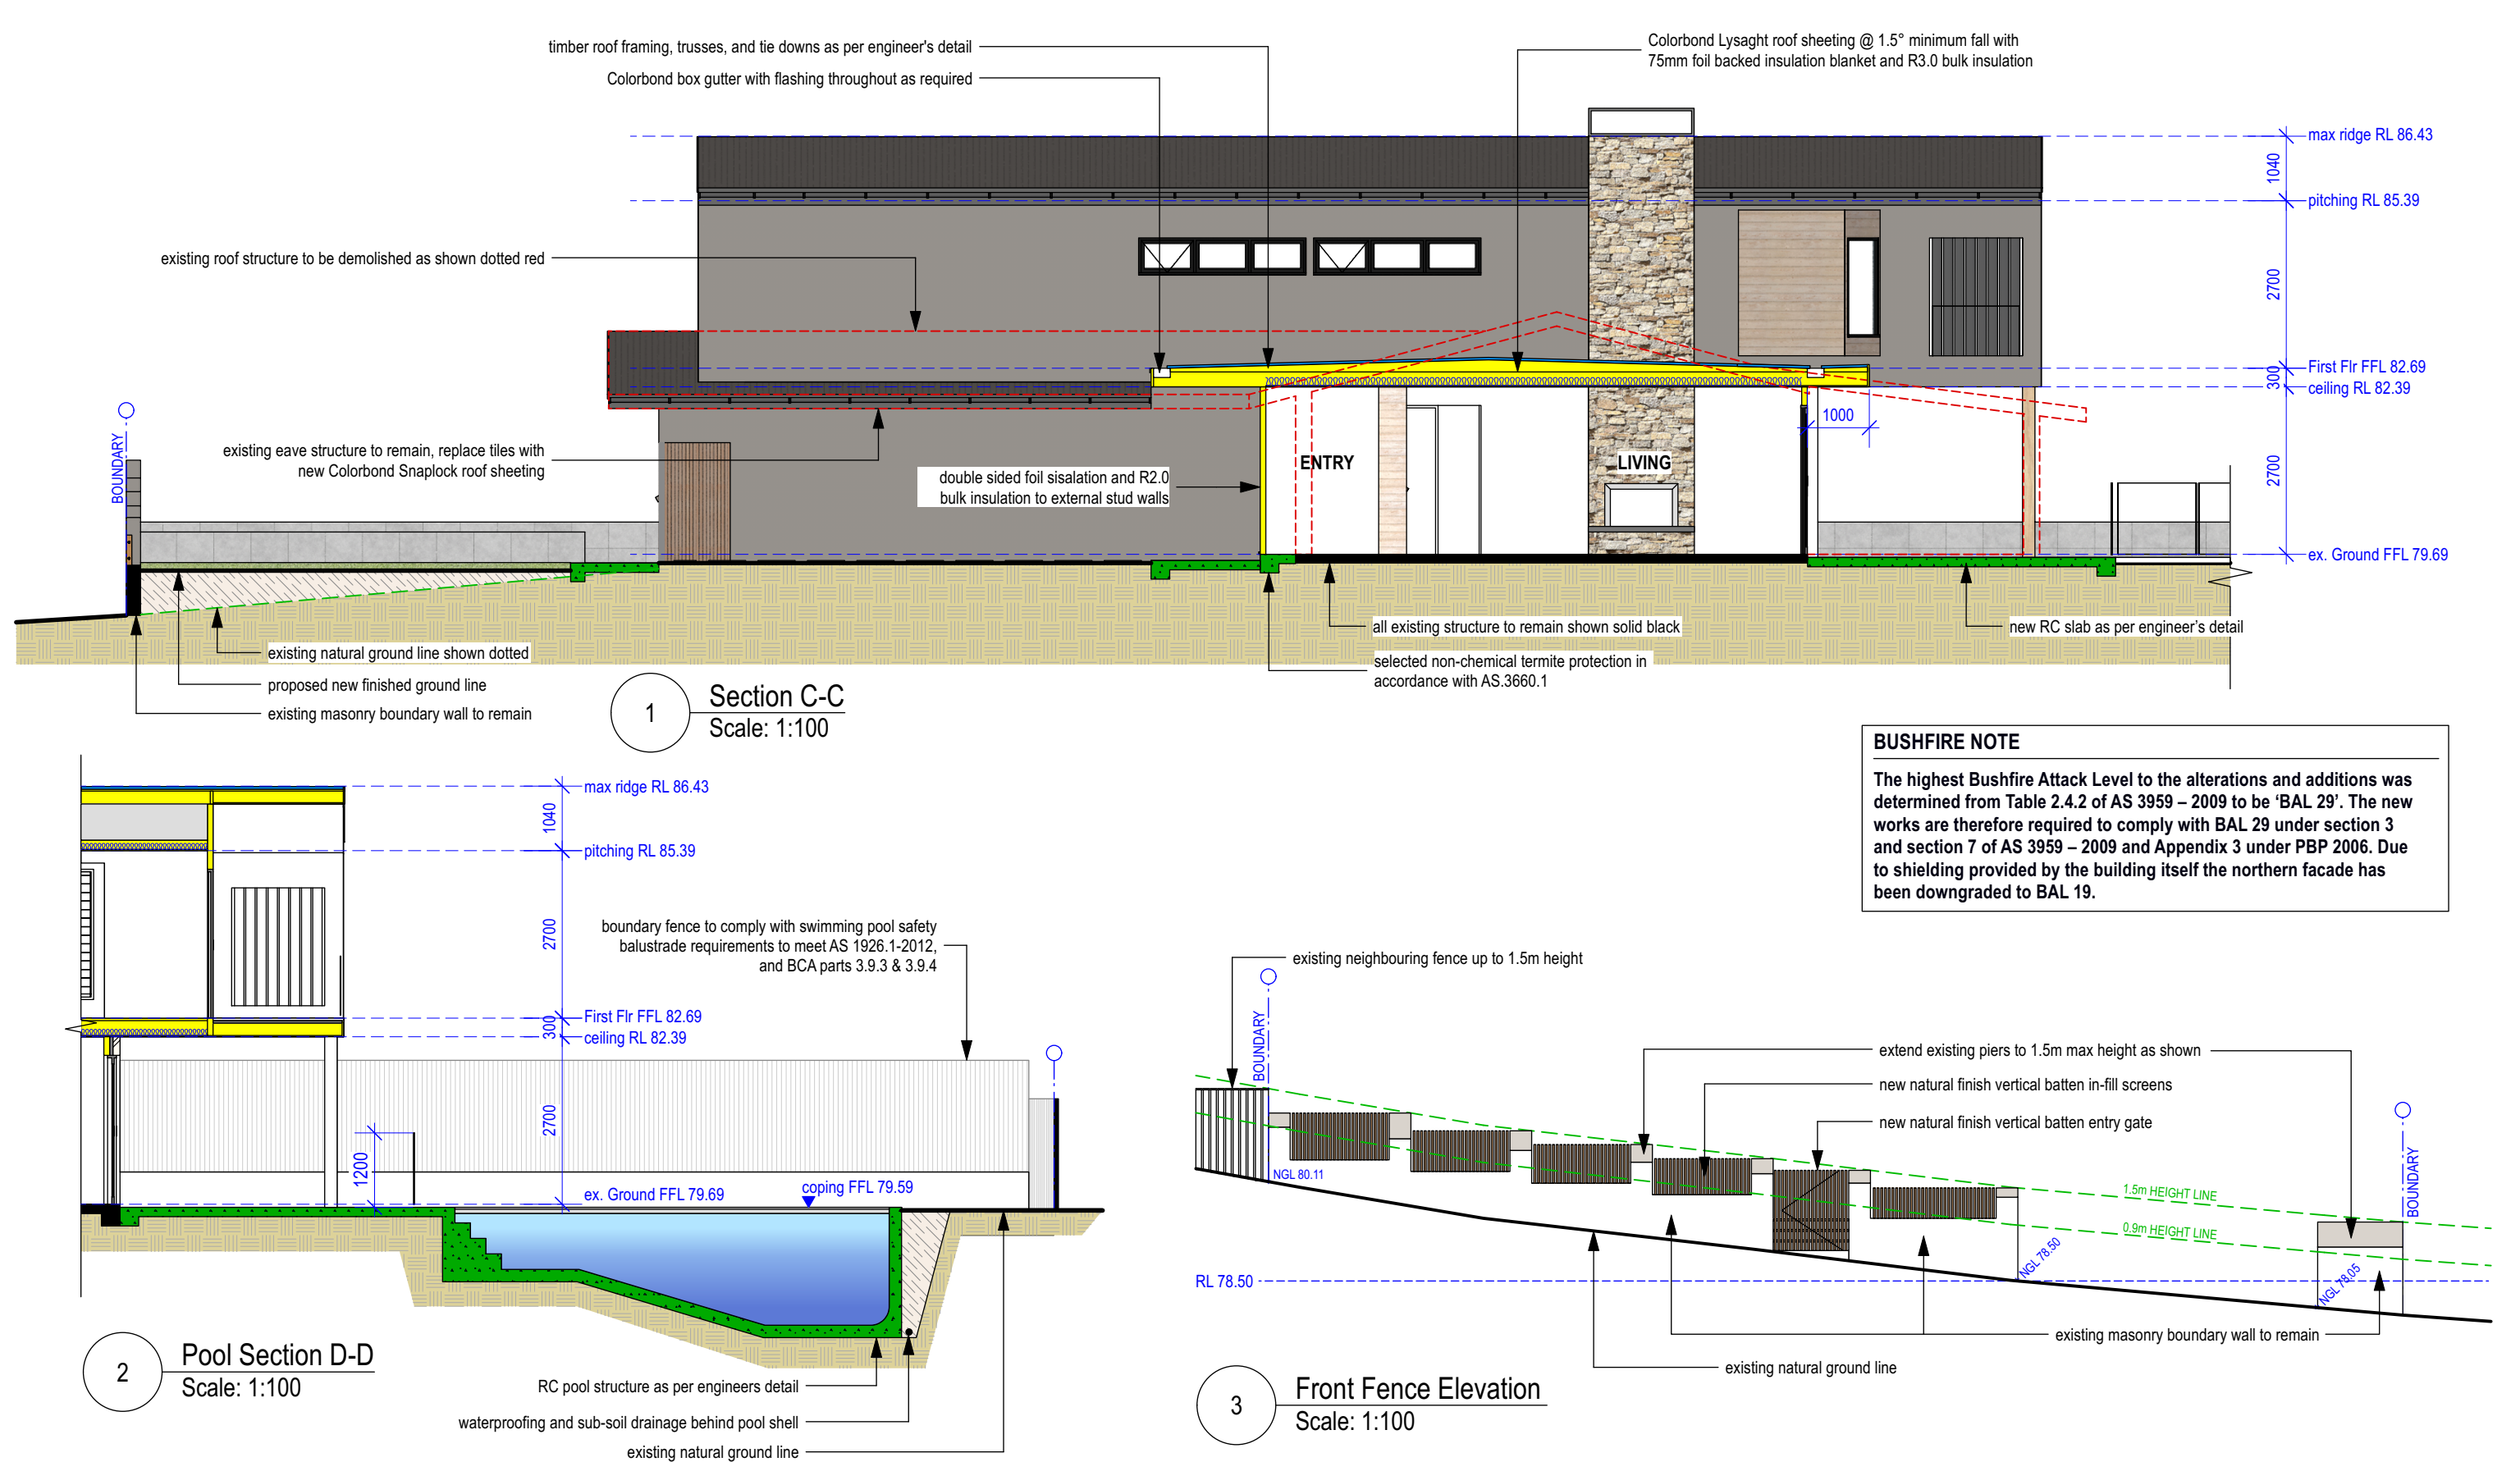 timber roof framing, trusses, and tie downs as per engineer's detail
Colorbond box gutter with flashing throughout as required
Colorbond Lysaght roof sheeting @ 1.5° minimum fall with
75mm foil backed insulation blanket and R3.0 bulk insulation
max ridge RL 86.43
1040
pitching RL 85.39
2700
First Flr FFL 82.69
300
ceiling RL 82.39
2700
ex. Ground FFL 79.69
existing roof structure to be demolished as shown dotted red
BOUNDARY
existing eave structure to remain, replace tiles with
new Colorbond Snaplock roof sheeting
double sided foil sisalation and R2.0
bulk insulation to external stud walls
ENTRY
LIVING
1000
existing natural ground line shown dotted
proposed new finished ground line
existing masonry boundary wall to remain
all existing structure to remain shown solid black
selected non-chemical termite protection in
accordance with AS.3660.1
new RC slab as per engineer's detail
1
Section C-C
Scale: 1:100
BUSHFIRE NOTE
The highest Bushfire Attack Level to the alterations and additions was
determined from Table 2.4.2 of AS 3959 – 2009 to be ‘BAL 29’. The new
works are therefore required to comply with BAL 29 under section 3
and section 7 of AS 3959 – 2009 and Appendix 3 under PBP 2006. Due
to shielding provided by the building itself the northern facade has
been downgraded to BAL 19.
max ridge RL 86.43
1040
pitching RL 85.39
2700
First Flr FFL 82.69
300
ceiling RL 82.39
2700
1200
ex. Ground FFL 79.69
coping FFL 79.59
boundary fence to comply with swimming pool safety
balustrade requirements to meet AS 1926.1-2012,
and BCA parts 3.9.3 & 3.9.4
RC pool structure as per engineers detail
waterproofing and sub-soil drainage behind pool shell
existing natural ground line
2
Pool Section D-D
Scale: 1:100
existing neighbouring fence up to 1.5m height
BOUNDARY
extend existing piers to 1.5m max height as shown
new natural finish vertical batten in-fill screens
new natural finish vertical batten entry gate
NGL 80.11
1.5m HEIGHT LINE
0.9m HEIGHT LINE
BOUNDARY
NGL 78.50
NGL 78.05
RL 78.50
existing masonry boundary wall to remain
existing natural ground line
3
Front Fence Elevation
Scale: 1:100